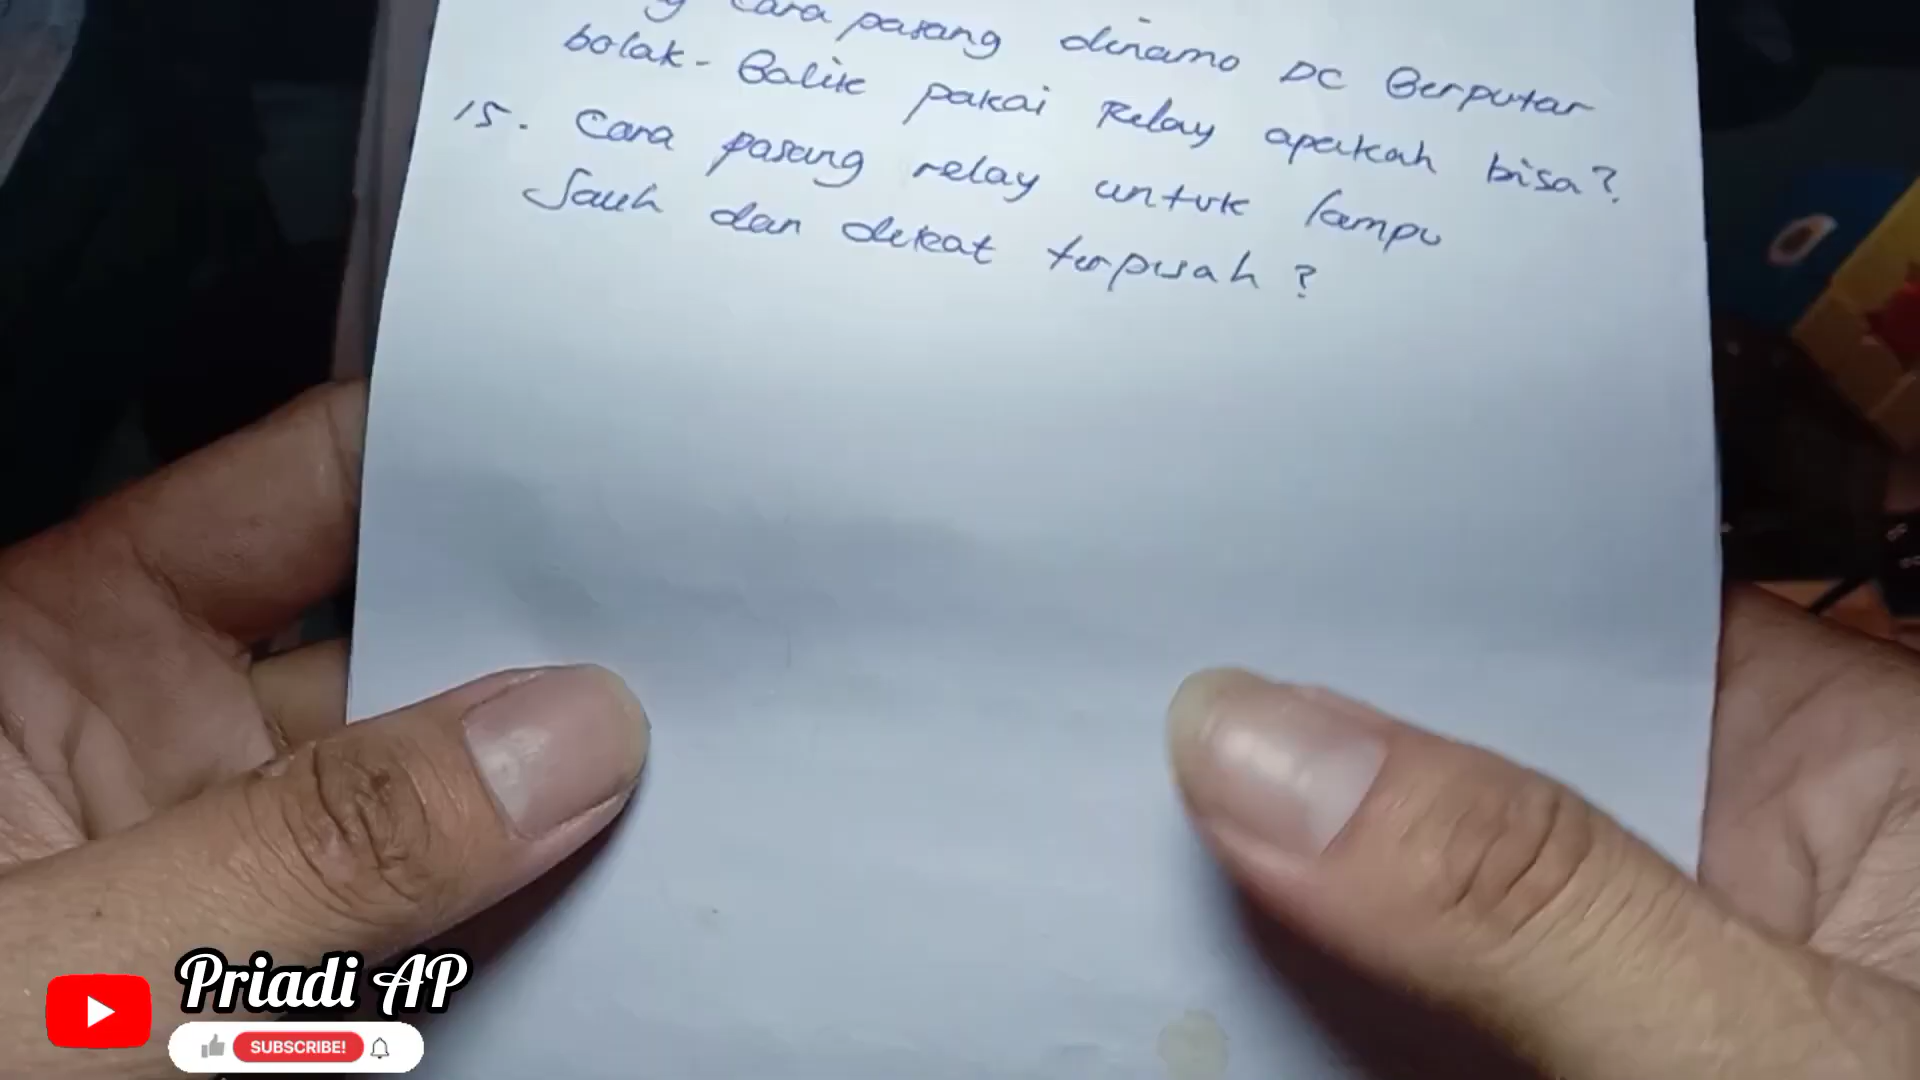 cara pasang dinamo DC Berputar
bolak-Balik pakai Relay apakah bisa?
15. Cara pasang relay untuk lampu
Jauh dan dekat terpisah?
Priadi AP
SUBSCRIBE!